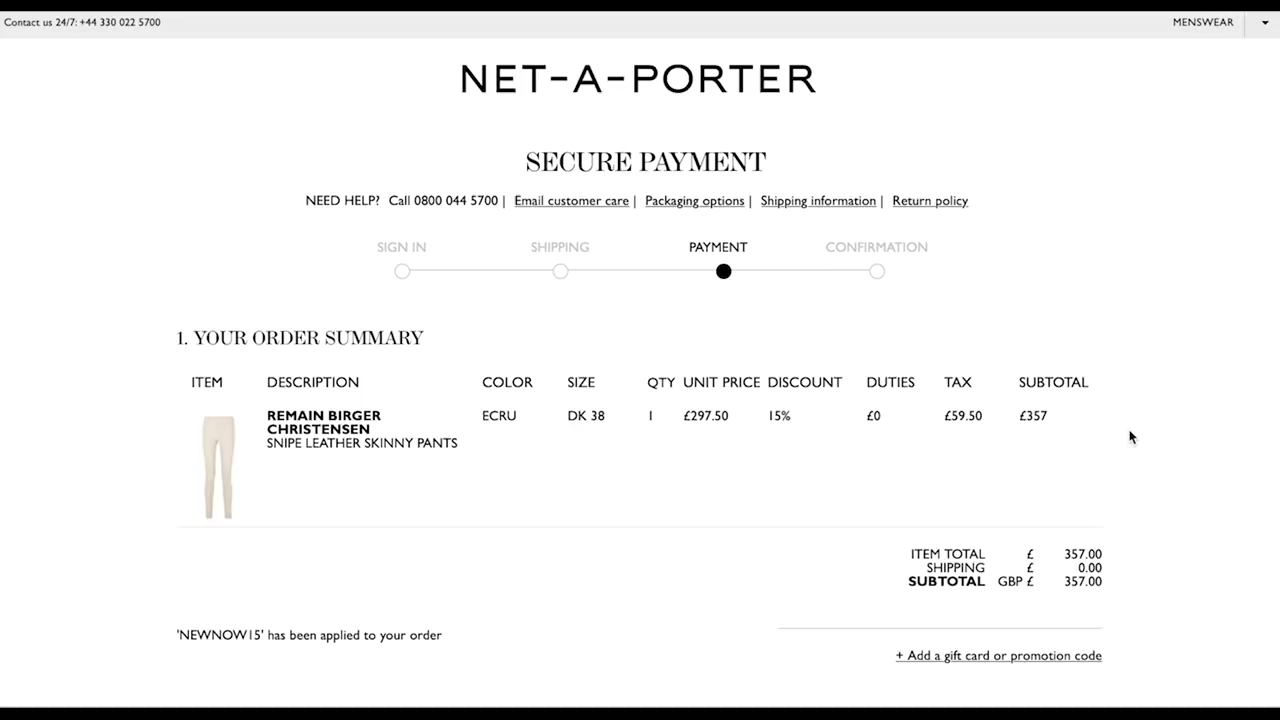 Contact us 24/7: +44 330 022 5700
MENSWEAR
NET-A-PORTER
SECURE PAYMENT
NEED HELP? Call 0800 044 5700 | Email customer care | Packaging options | Shipping information | Return policy
SIGN IN SHIPPING PAYMENT CONFIRMATION
1. YOUR ORDER SUMMARY
ITEM DESCRIPTION COLOR SIZE QTY UNIT PRICE DISCOUNT DUTIES TAX SUBTOTAL
REMAIN BIRGER ECRU DK 38 1 £297.50 15% £0 £59.50 £357
CHRISTENSEN
SNIPE LEATHER SKINNY PANTS
ITEM TOTAL £ 357.00
SHIPPING £ 0.00
SUBTOTAL GBP £ 357.00
'NEWNOW15' has been applied to your order
+ Add a gift card or promotion code